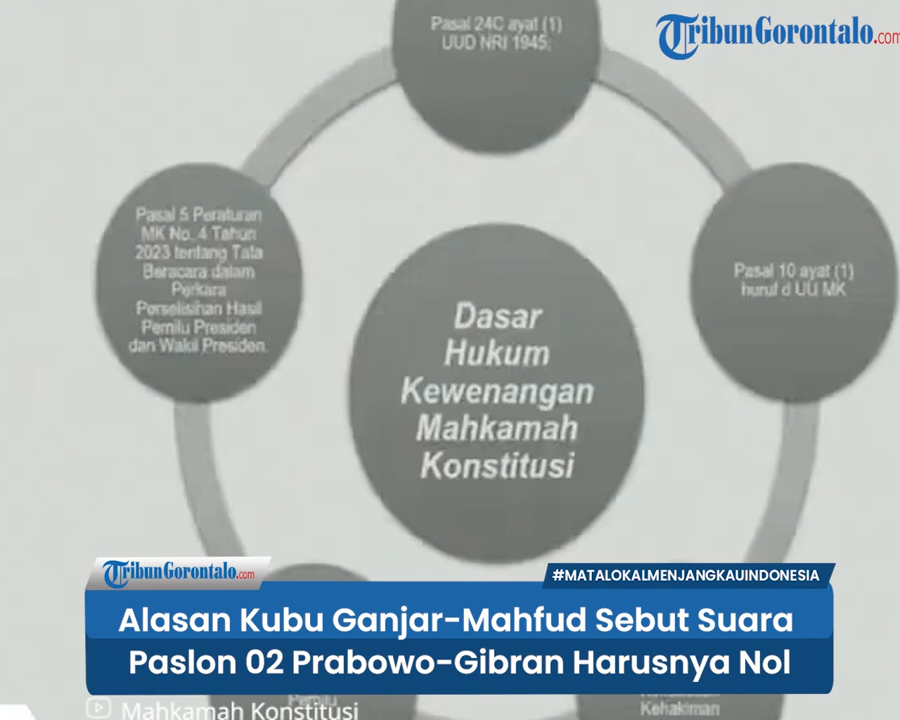 Pasal 24C ayat (1)
UUD NRI 1945;
TribunGorontalo.com
Pasal 5 Peraturan
MK No. 4 Tahun
2023 tentang Tata
Beracara dalam
Perkara
Perselisihan Hasil
Pemilu Presiden
dan Wakil Presiden
Pasal 10 ayat (1)
huruf d UU MK
Dasar
Hukum
Kewenangan
Mahkamah
Konstitusi
TribunGorontalo.com
#MATALOKALMENJANGKAUINDONESIA
Alasan Kubu Ganjar-Mahfud Sebut Suara
Paslon 02 Prabowo-Gibran Harusnya Nol
Pemilu
Kehakiman
Mahkamah Konstitusi